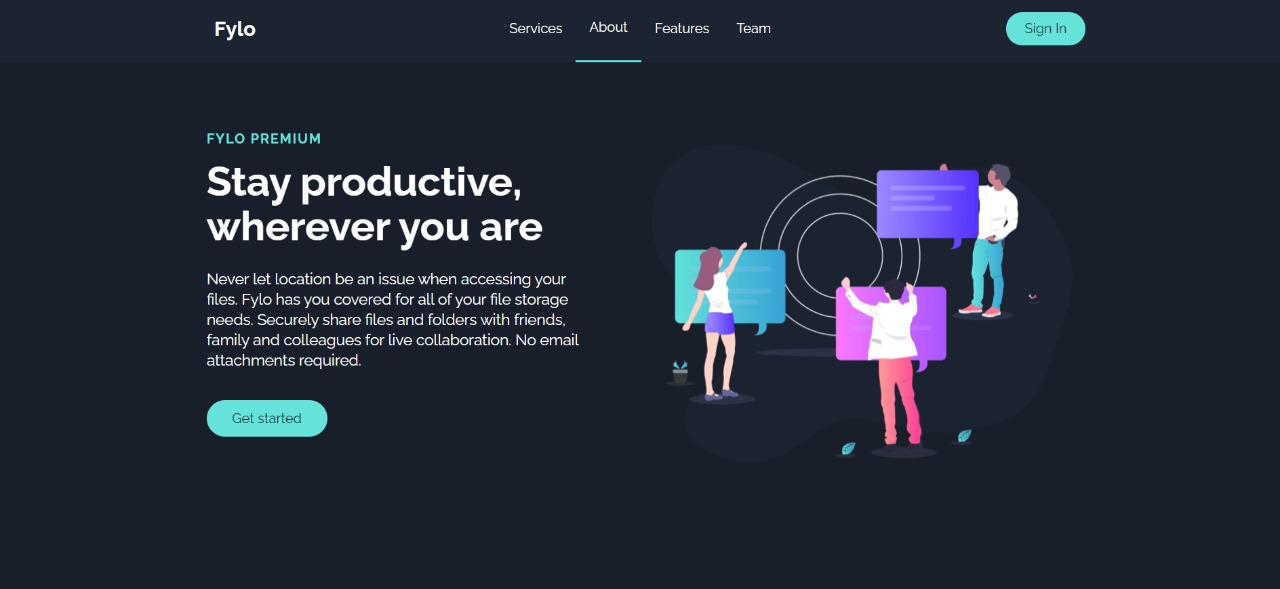 Fylo
Services About Features Team
Sign In
FYLO PREMIUM
Stay productive,
wherever you are
Never let location be an issue when accessing your
files. Fylo has you covered for all of your file storage
needs. Securely share files and folders with friends,
family and colleagues for live collaboration. No email
attachments required.
Get started